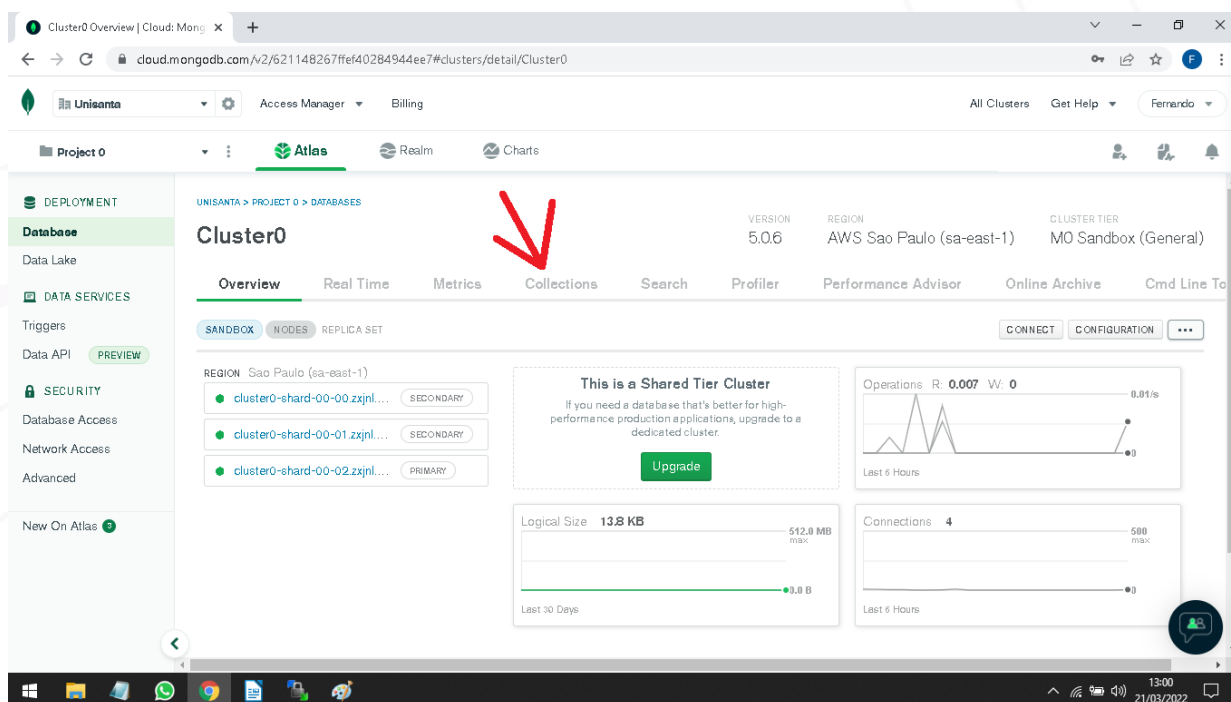 Cluster0 Overview | Cloud: Mong
cloud.mongodb.com/v2/621148267ffef40284944ee7#clusters/detail/Cluster0
F
Unisanta
Access Manager
Billing
All Clusters
Get Help
Fernando
Project 0
Atlas
Realm
Charts
DEPLOYMENT
Database
Data Lake
DATA SERVICES
Triggers
Data API PREVIEW
SECURITY
Database Access
Network Access
Advanced
New On Atlas 3
UNISANTA > PROJECT 0 > DATABASES
Cluster0
VERSION
5.0.6
REGION
AWS Sao Paulo (sa-east-1)
CLUSTER TIER
M0 Sandbox (General)
Overview
Real Time
Metrics
Collections
Search
Profiler
Performance Advisor
Online Archive
Cmd Line To
SANDBOX NODES REPLICA SET
CONNECT
CONFIGURATION
...
REGION Sao Paulo (sa-east-1)
cluster0-shard-00-00.zxjnl.... SECONDARY
cluster0-shard-00-01.zxjnl.... SECONDARY
cluster0-shard-00-02.zxjnl.... PRIMARY
This is a Shared Tier Cluster
If you need a database that's better for high-
performance production applications, upgrade to a
dedicated cluster.
Upgrade
Operations R: 0.007 W: 0
0.01/s
0
Last 6 Hours
Logical Size 13.8 KB
512.0 MB
max
0.0 B
Last 30 Days
Connections 4
500
max
0
Last 6 Hours
13:00
21/03/2022